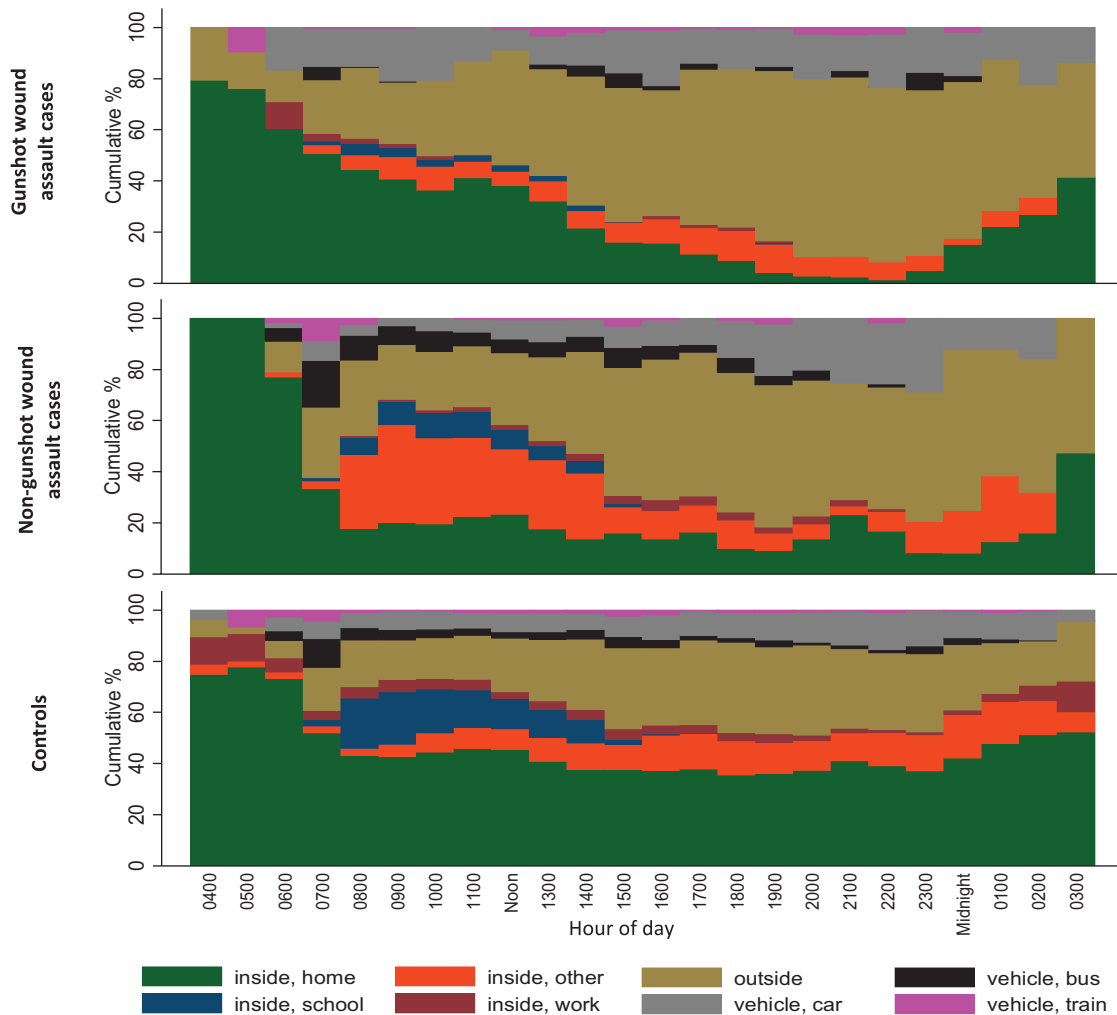 Gunshot wound
assault cases
Cumulative %
0 20 40 60 80 100
Non-gunshot wound
assault cases
Cumulative %
0 20 40 60 80 100
Controls
Cumulative %
0 20 40 60 80 100
0400 0500 0600 0700 0800 0900 1000 1100 Noon 1300 1400 1500 1600 1700 1800 1900 2000 2100 2200 2300 Midnight 0100 0200 0300
Hour of day
inside, home inside, other outside vehicle, bus
inside, school inside, work vehicle, car vehicle, train